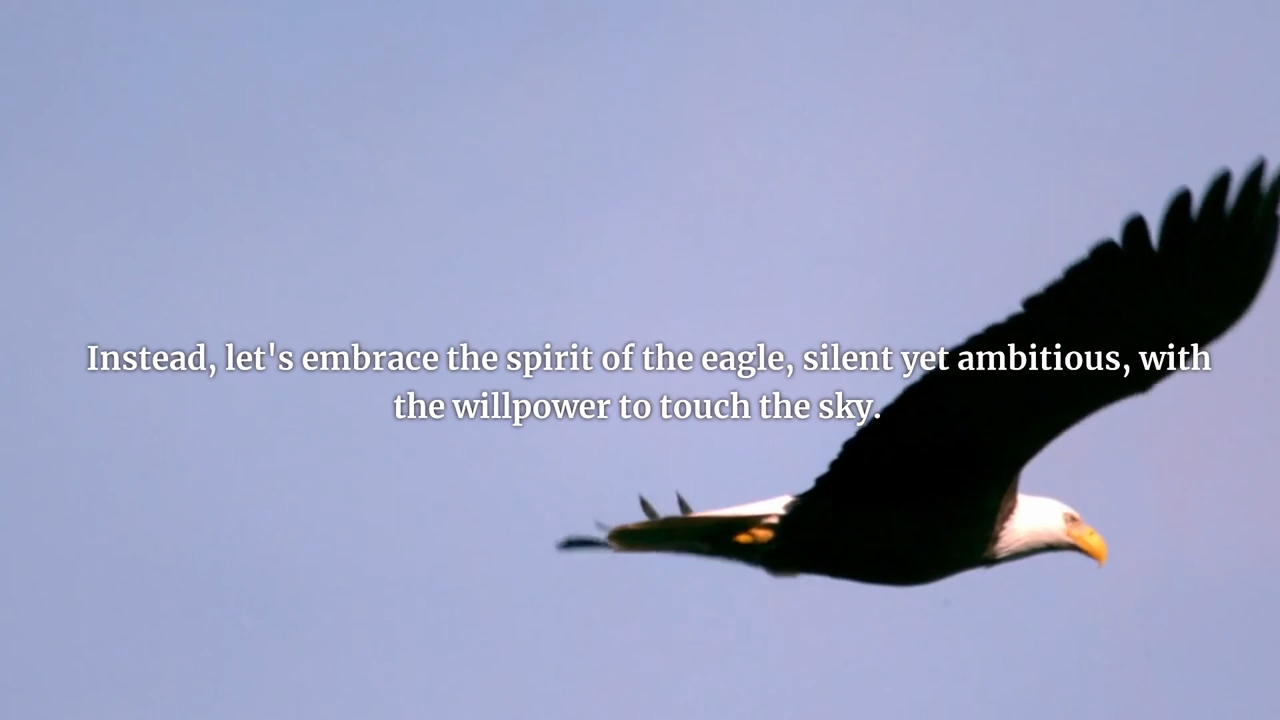 Instead, let's embrace the spirit of the eagle, silent yet ambitious, with
the willpower to touch the sky.